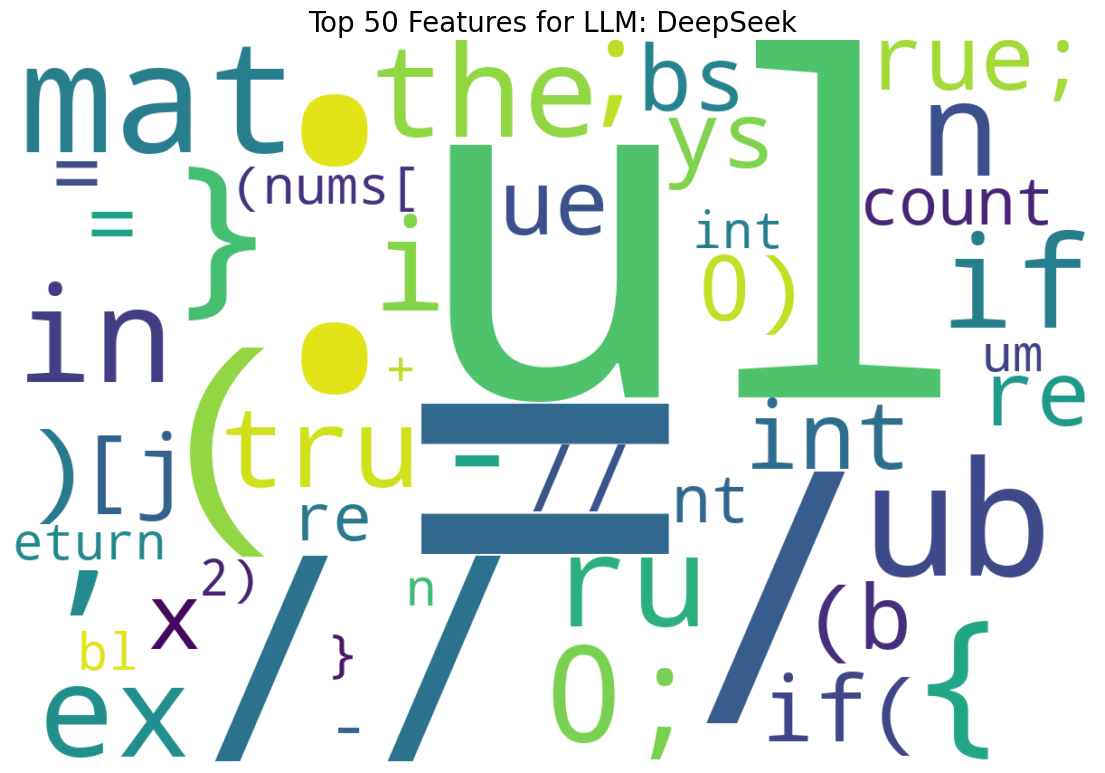 Top 50 Features for LLM: DeepSeek
mat
:
the
;
bs
ul
rue;
n
ys
=
(nums[
}
ue
count
=
int
i
0)
if
in
um
re
(
+
tru
=
-
//
int
)
[j
re
nt
ub
eturn
,
x
2)
//
n
ru
/
(b
bl
}
ex
-
0;
if(
{